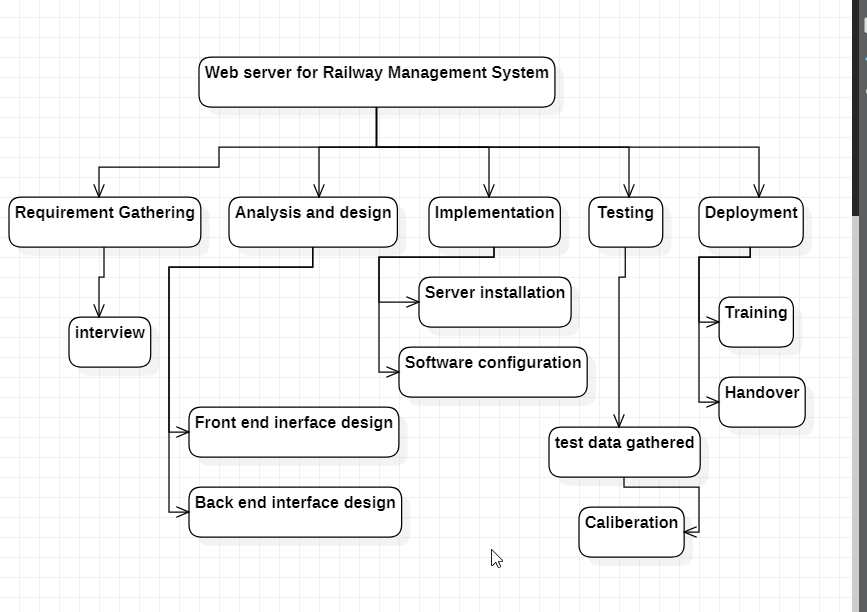 Web server for Railway Management System
Requirement Gathering
Analysis and design
Implementation
Testing
Deployment
interview
Server installation
Software configuration
Training
Handover
Front end inerface design
Back end interface design
test data gathered
Caliberation